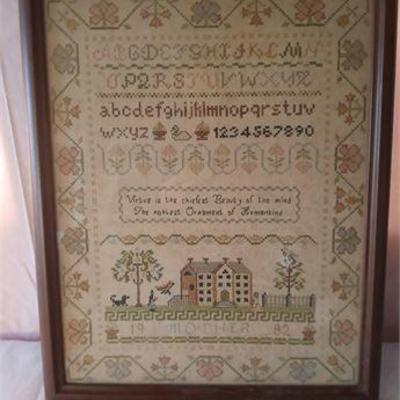 ABCDEFGHIJKLMN
OPQRSTUVWXYZ
abcdefghijklmnopqrstuv
wxyz 1234567890
Virtue is the chiefest Beauty of the mind
The noblest Ornament of Humankind
19 MOTHER 82